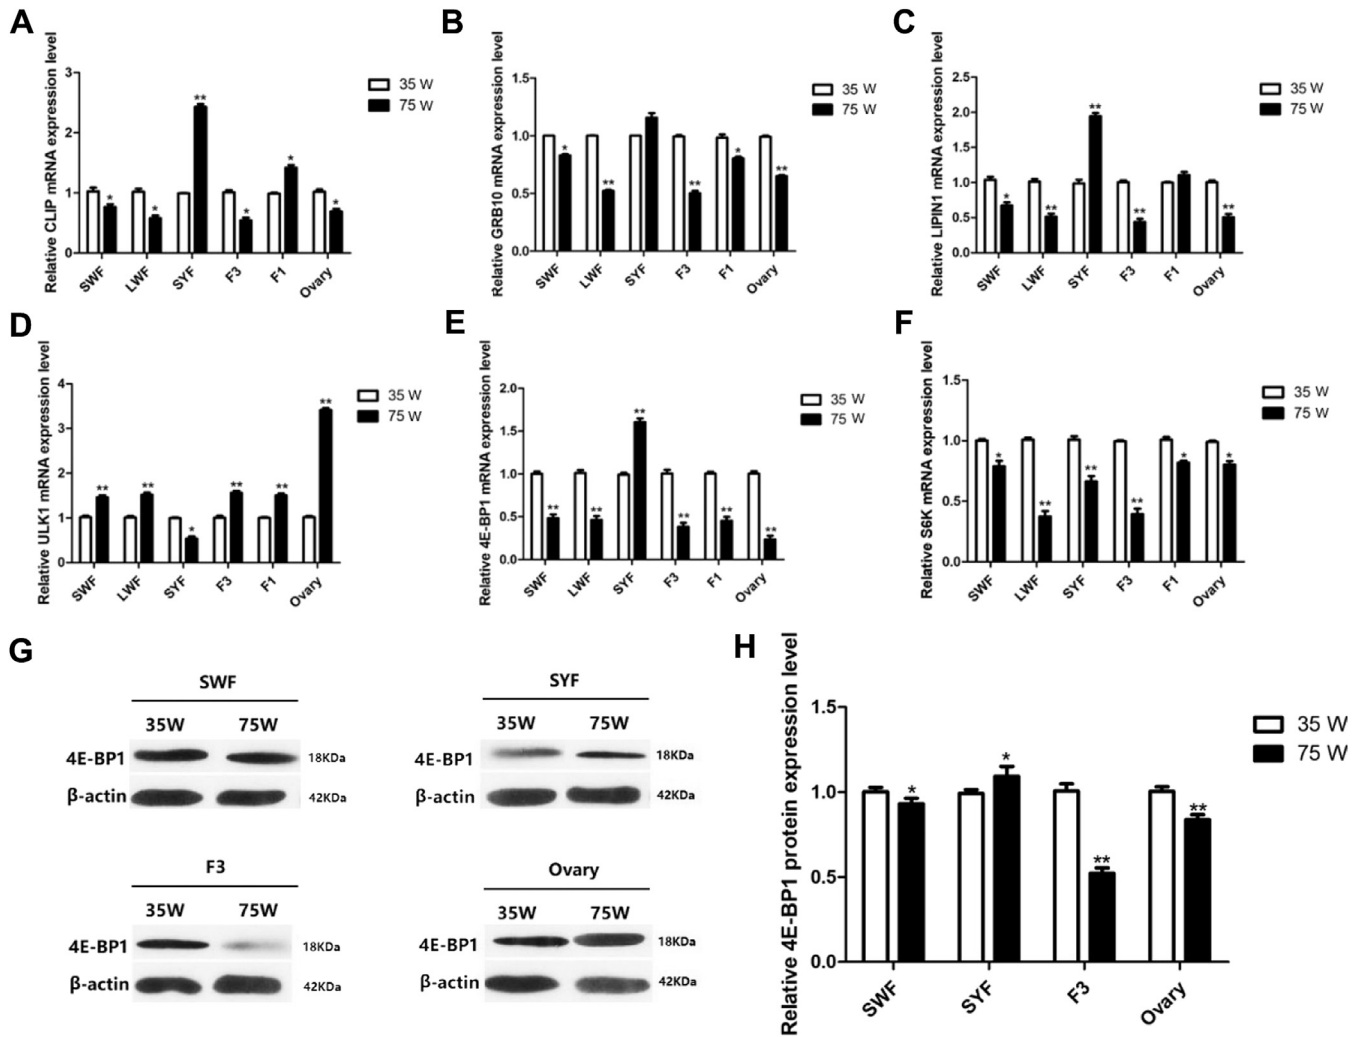 A
Relative CLIP mRNA expression level
3
2
1
0
**
*
*
*
*
*
SWF
LWF
SYF
F3
F1
Ovary
35 W
75 W
B
Relative GRB10 mRNA expression level
1.5
1.0
0.5
0.0
*
**
**
*
**
SWF
LWF
SYF
F3
F1
Ovary
35 W
75 W
C
Relative LIPIN1 mRNA expression level
2.5
2.0
1.5
1.0
0.5
0.0
*
**
**
**
**
SWF
LWF
SYF
F3
F1
Ovary
35 W
75 W
D
Relative ULK1 mRNA expression level
4
3
2
1
0
**
**
*
**
**
**
SWF
LWF
SYF
F3
F1
Ovary
35 W
75 W
E
Relative 4E-BP1 mRNA expression level
2.0
1.5
1.0
0.5
0.0
**
**
**
**
**
**
SWF
LWF
SYF
F3
F1
Ovary
35 W
75 W
F
Relative S6K mRNA expression level
1.5
1.0
0.5
0.0
*
**
**
**
*
*
SWF
LWF
SYF
F3
F1
Ovary
35 W
75 W
G
SWF
35W 75W
4E-BP1 18KDa
β-actin 42KDa
SYF
35W 75W
4E-BP1 18KDa
β-actin 42KDa
F3
35W 75W
4E-BP1 18KDa
β-actin 42KDa
Ovary
35W 75W
4E-BP1 18KDa
β-actin 42KDa
H
Relative 4E-BP1 protein expression level
1.5
1.0
0.5
0.0
*
*
**
**
SWF
SYF
F3
Ovary
35 W
75 W